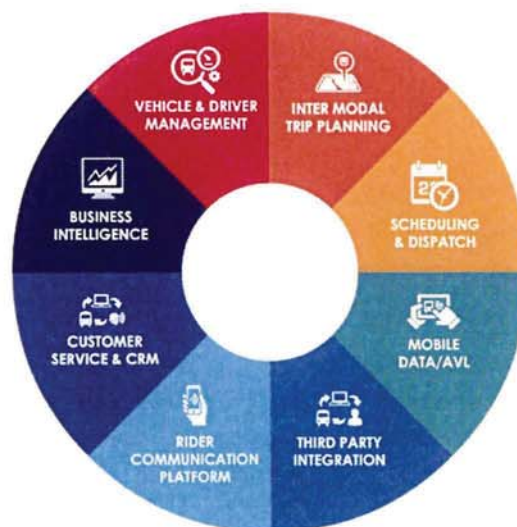 VEHICLE & DRIVER
MANAGEMENT
INTER MODAL
TRIP PLANNING
SCHEDULING
& DISPATCH
MOBILE
DATA/AVL
THIRD PARTY
INTEGRATION
RIDER
COMMUNICATION
PLATFORM
CUSTOMER
SERVICE & CRM
BUSINESS
INTELLIGENCE